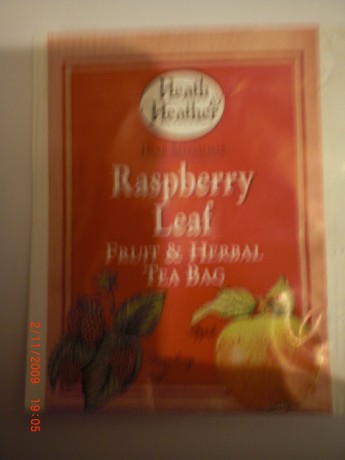 Heath
& Heather
Raspberry
Leaf
FRUIT & HERBAL
TEA BAG
2/11/2009 19:05